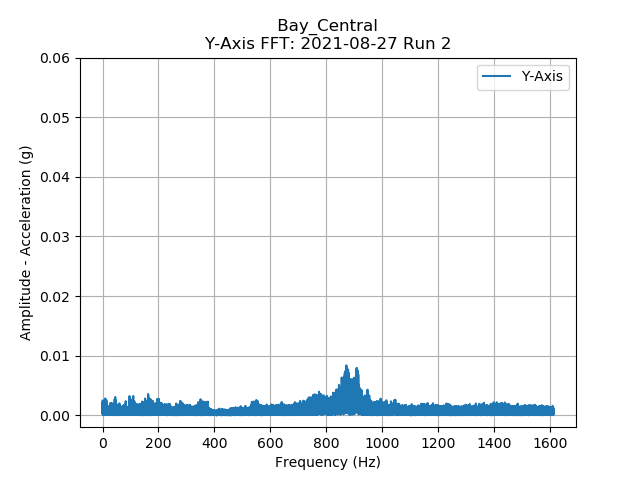 Bay_Central
Y-Axis FFT: 2021-08-27 Run 2
Y-Axis
0.06
0.05
0.04
0.03
0.02
0.01
0.00
Amplitude - Acceleration (g)
0 200 400 600 800 1000 1200 1400 1600
Frequency (Hz)